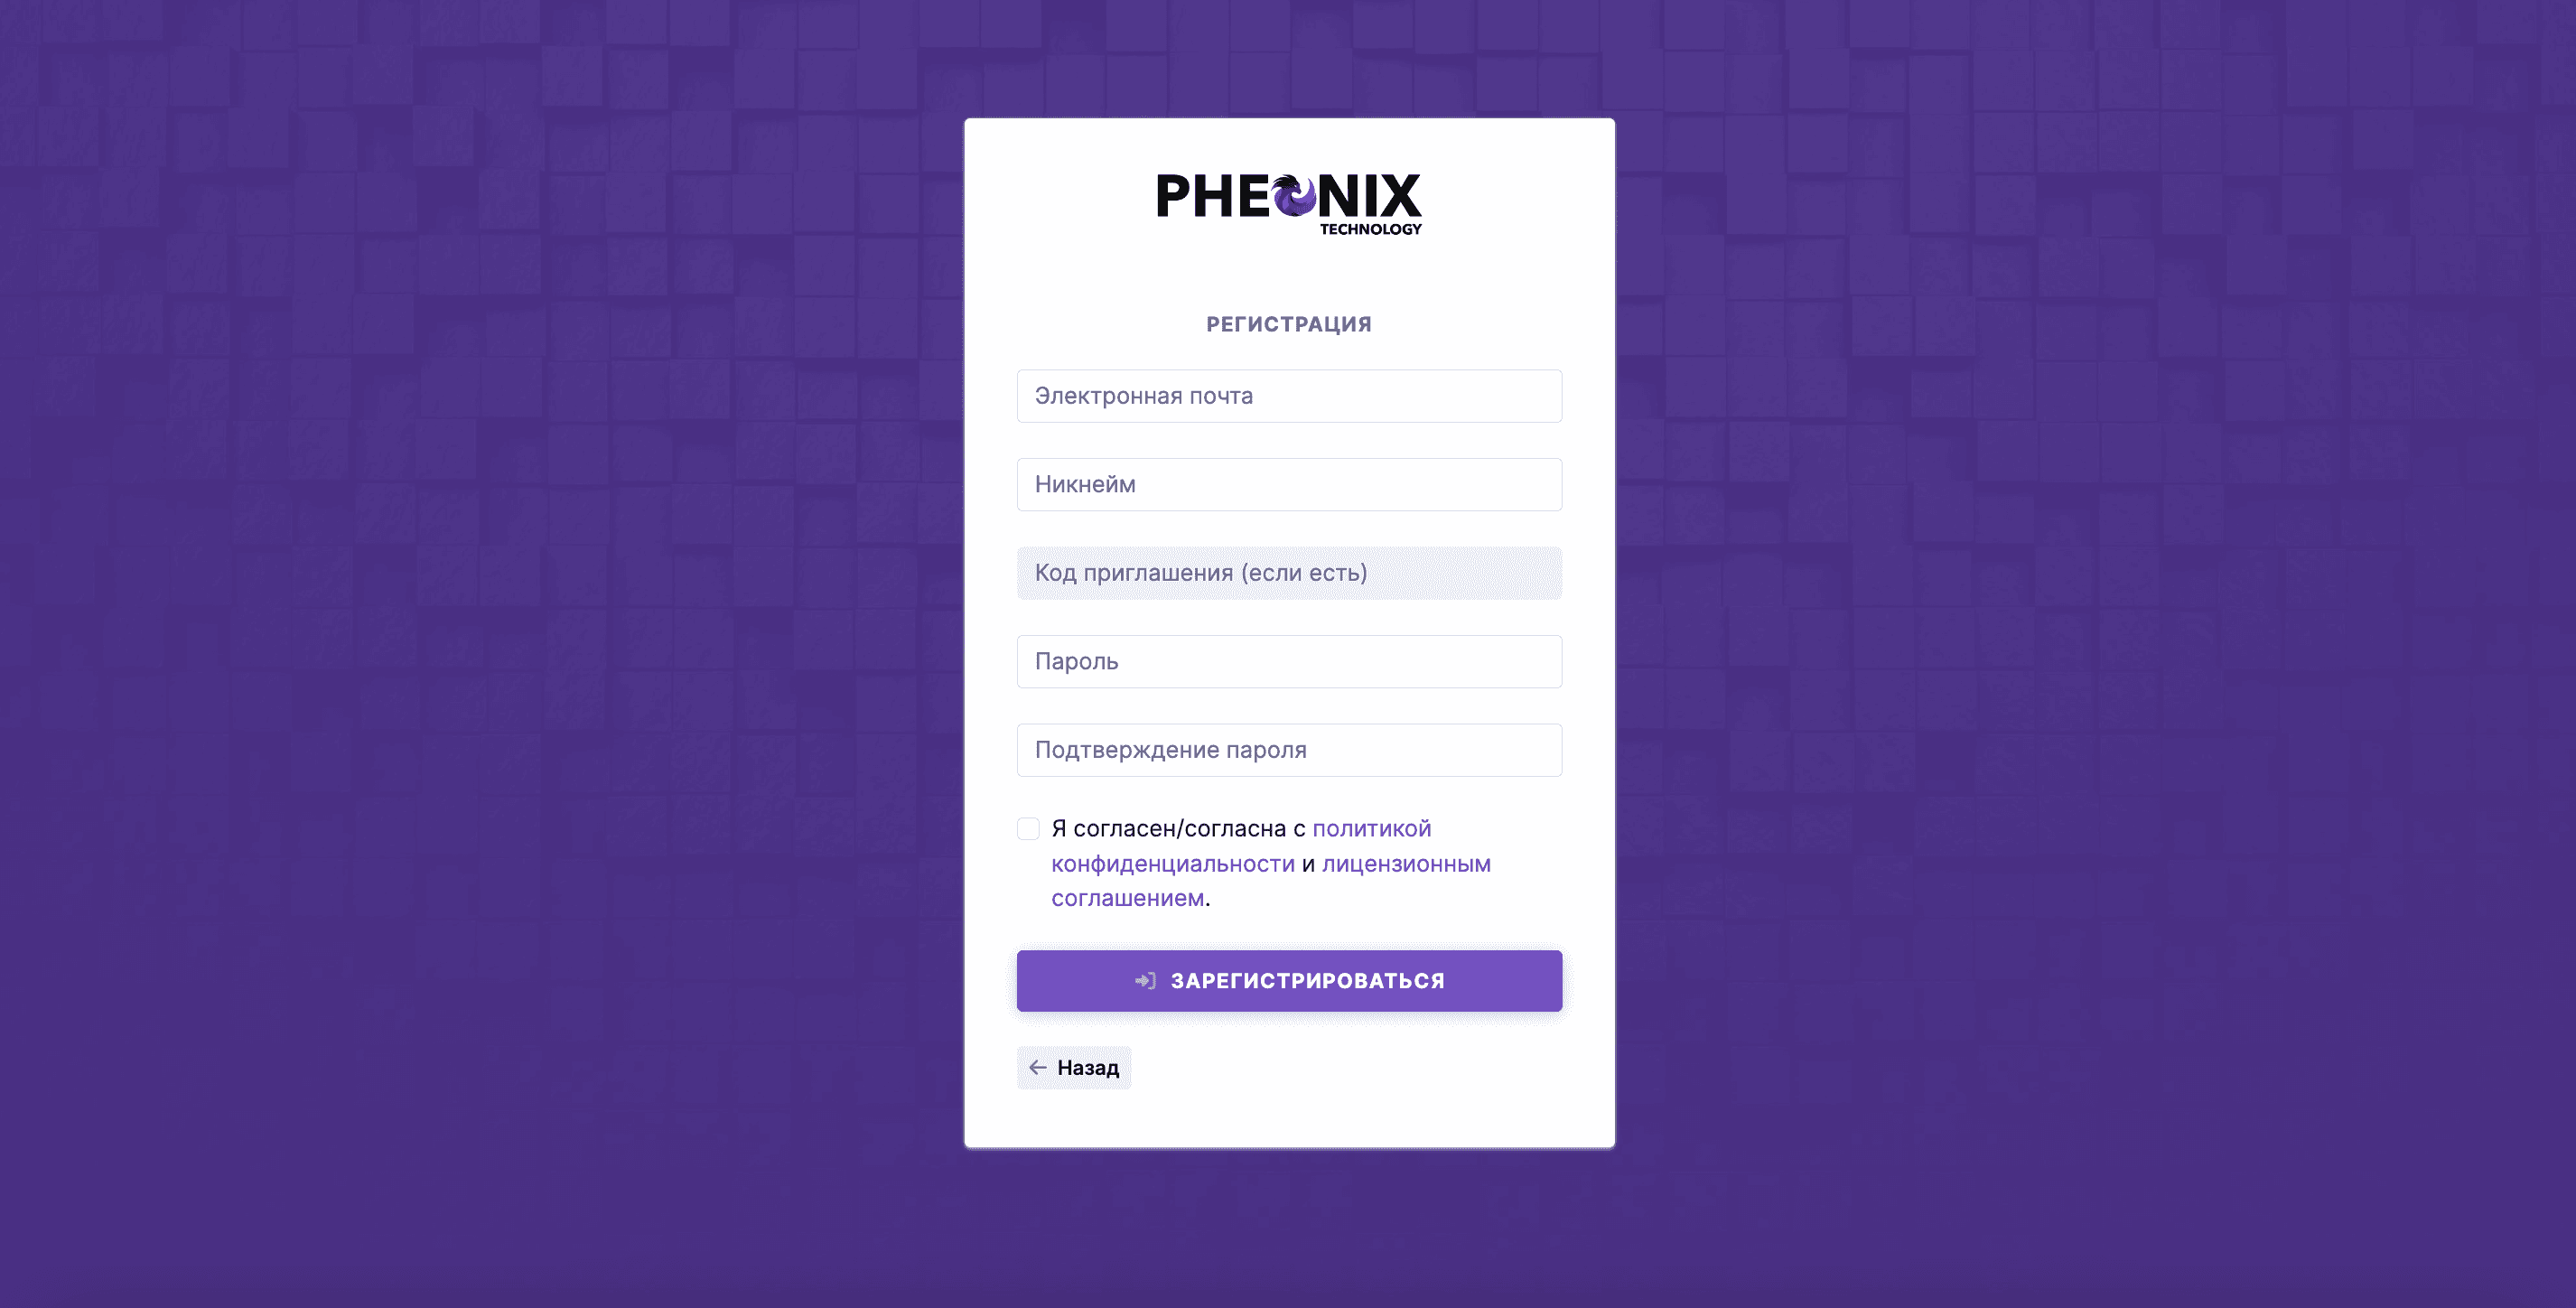 PHEONIX
TECHNOLOGY
РЕГИСТРАЦИЯ
Электронная почта
Никнейм
Код приглашения (если есть)
Пароль
Подтверждение пароля
Я согласен/согласна с политикой
конфиденциальности и лицензионным
соглашением.
ЗАРЕГИСТРИРОВАТЬСЯ
Назад